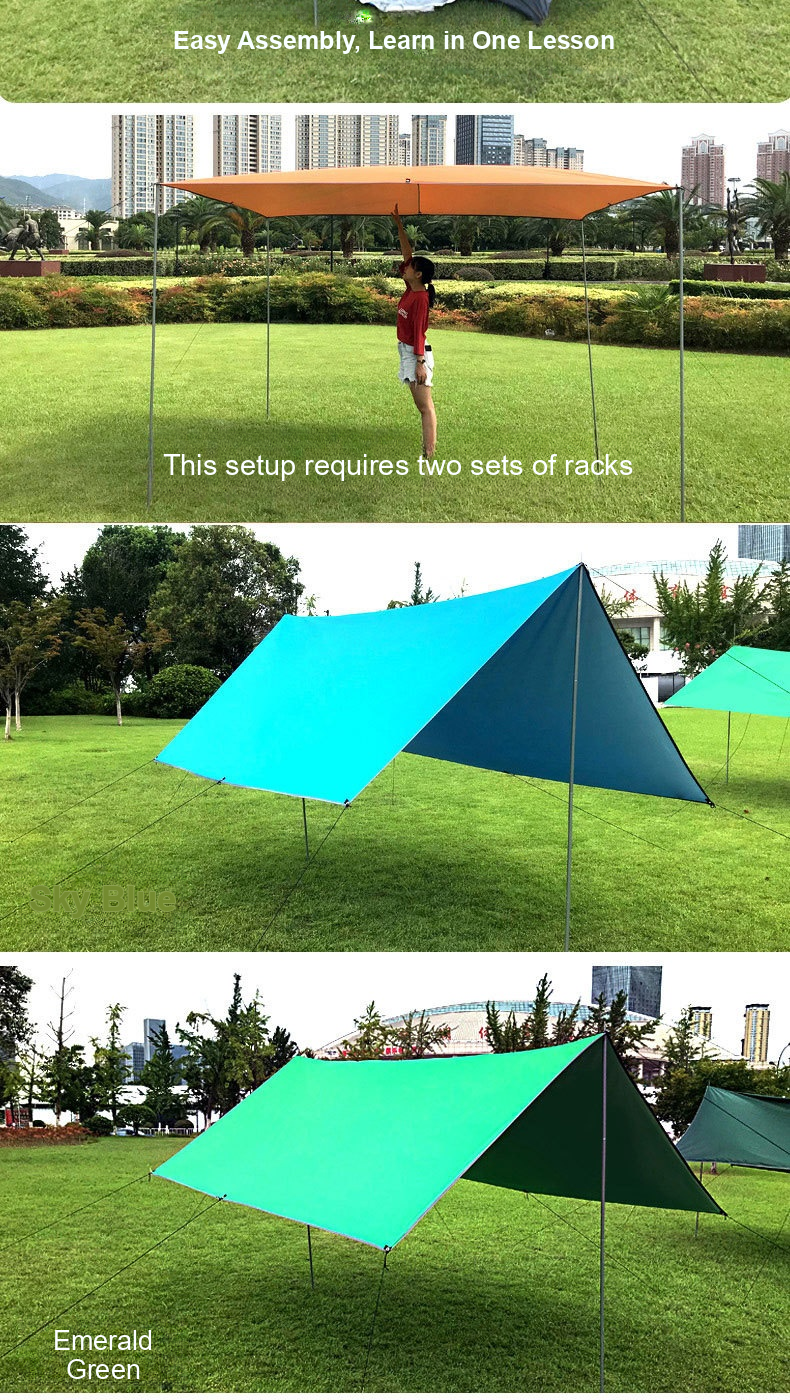 Easy Assembly, Learn in One Lesson
This setup requires two sets of racks
Sky Blue
Emerald
Green